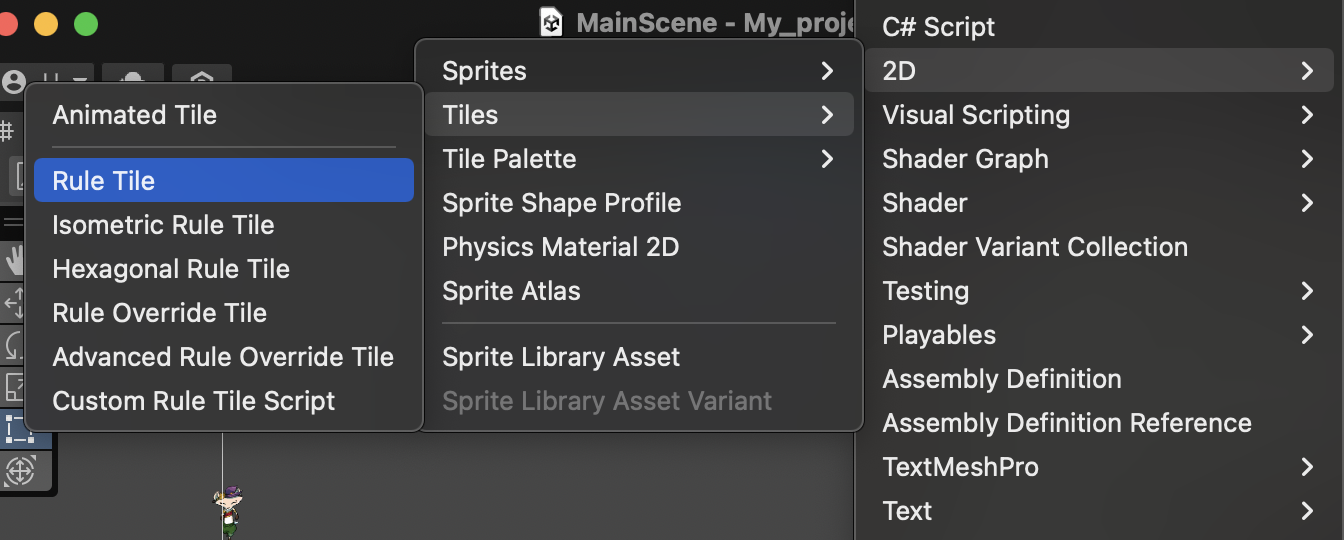 MainScene - My_proje
C# Script
2D
Visual Scripting
Shader Graph
Shader
Shader Variant Collection
Testing
Playables
Assembly Definition
Assembly Definition Reference
TextMeshPro
Text
Sprites
Tiles
Tile Palette
Sprite Shape Profile
Physics Material 2D
Sprite Atlas
Sprite Library Asset
Sprite Library Asset Variant
Animated Tile
Rule Tile
Isometric Rule Tile
Hexagonal Rule Tile
Rule Override Tile
Advanced Rule Override Tile
Custom Rule Tile Script